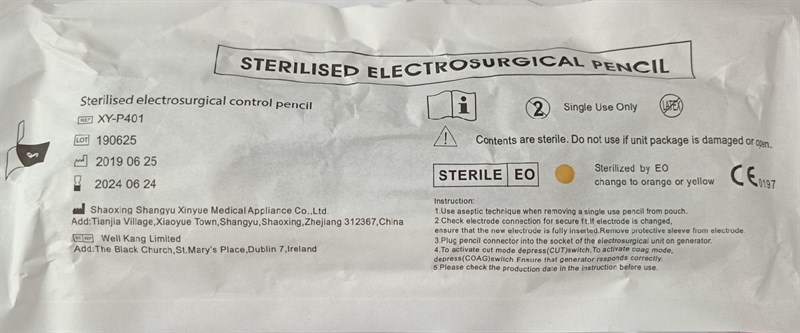 STERILISED ELECTROSURGICAL PENCIL
Sterilised electrosurgical control pencil
REF XY-P401
LOT 190625
2019 06 25
2024 06 24
Shaoxing Shangyu Xinyue Medical Appliance Co.,Ltd.
Add:Tianjia Village,Xiaoyue Town,Shangyu,Shaoxing,Zhejiang 312367,China
EC REP Well Kang Limited
Add:The Black Church,St.Mary's Place,Dublin 7,Ireland
i
2 Single Use Only LATEX
Contents are sterile. Do not use if unit package is damaged or open.
STERILE EO
Sterilized by EO
change to orange or yellow
CE 0197
Instruction:
1.Use aseptic technique when removing a single use pencil from pouch.
2.Check electrode connection for secure fit.If electrode is changed,
ensure that the new electrode is fully inserted.Remove protective sleeve from electrode.
3.Plug pencil connector into the socket of the electrosurgical unit on generator.
4.To activate cut mode depress(CUT)switch.To activate coag mode,
depress(COAG)switch.Ensure that generator responds correctly.
5.Please check the production date in the instruction before use.